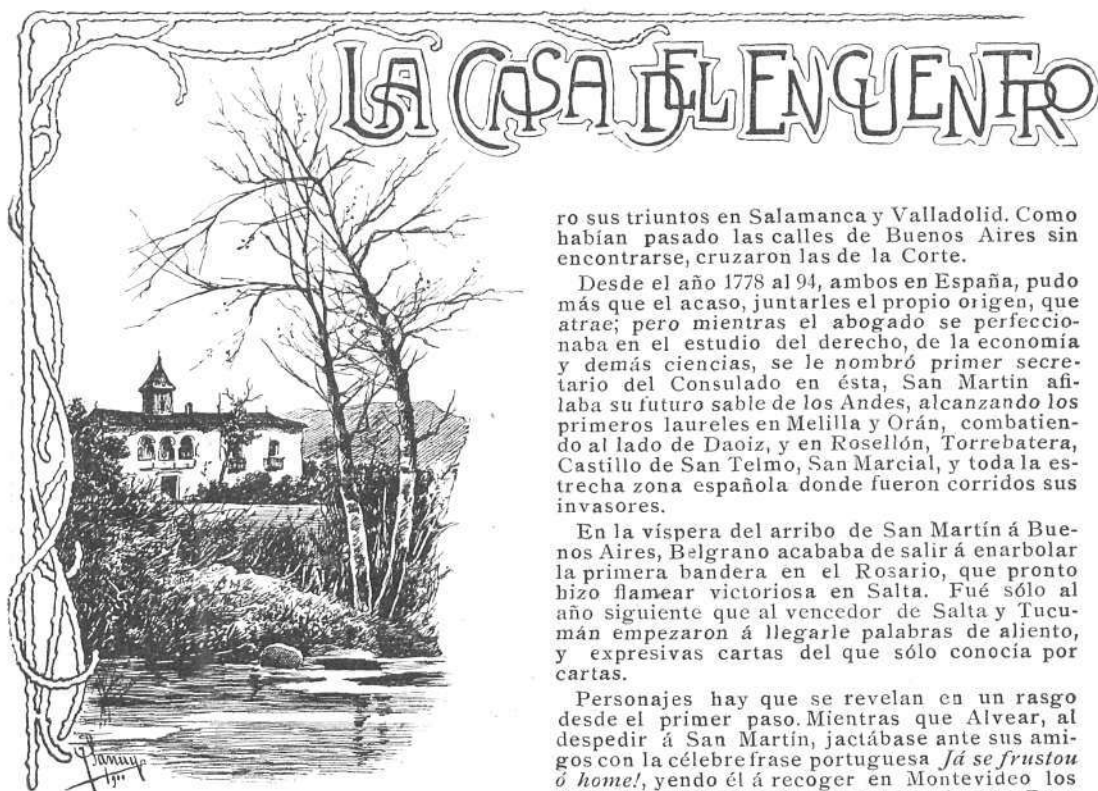 LA CASA DEL ENCUENTRO
ro sus triuntos en Salamanca y Valladolid. Como
habían pasado las calles de Buenos Aires sin
encontrarse, cruzaron las de la Corte.
Desde el año 1778 al 94, ambos en España, pudo
más que el acaso, juntarles el propio origen, que
atrae; pero mientras el abogado se perfeccio-
naba en el estudio del derecho, de la economía
y demás ciencias, se le nombró primer secre-
tario del Consulado en ésta, San Martín afi-
laba su futuro sable de los Andes, alcanzando los
primeros laureles en Melilla y Orán, combatien-
do al lado de Daoiz, y en Rosellón, Torrebatera,
Castillo de San Telmo, San Marcial, y toda la es-
trecha zona española donde fueron corridos sus
invasores.
En la víspera del arribo de San Martín á Bue-
nos Aires, Belgrano acababa de salir á enarbolar
la primera bandera en el Rosario, que pronto
hizo flamear victoriosa en Salta. Fué sólo al
año siguiente que al vencedor de Salta y Tucu-
mán empezaron á llegarle palabras de aliento,
y expresivas cartas del que sólo conocía por
cartas.
Personajes hay que se revelan en un rasgo
desde el primer paso. Mientras que Alvear, al
despedir á San Martín, jactábase ante sus ami-
gos con la célebre frase portuguesa Já se frustou
ó home!, yendo él á recoger en Montevideo los
1900